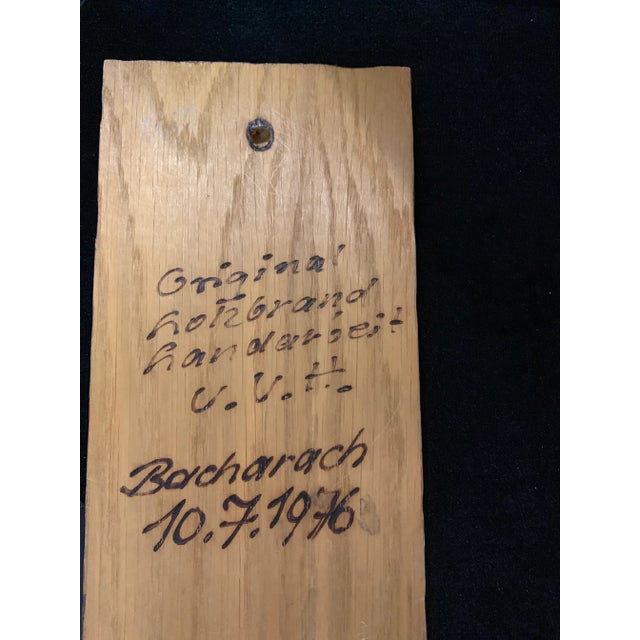 Original
holzbrand
handarbeit
v. V. H.
Bacharach
10.7.1976